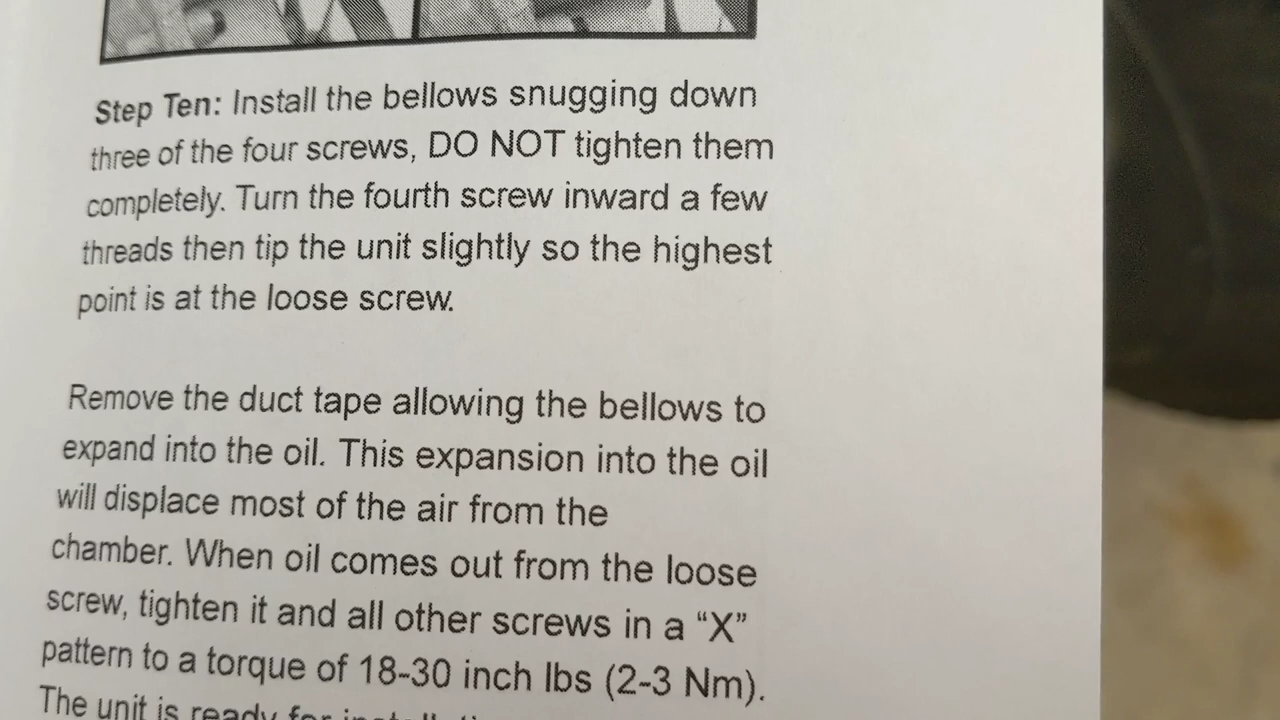 Step Ten: Install the bellows snugging down
three of the four screws, DO NOT tighten them
completely. Turn the fourth screw inward a few
threads then tip the unit slightly so the highest
point is at the loose screw.
Remove the duct tape allowing the bellows to
expand into the oil. This expansion into the oil
will displace most of the air from the
chamber. When oil comes out from the loose
screw, tighten it and all other screws in a “X”
pattern to a torque of 18-30 inch lbs (2-3 Nm).
The unit is ready for